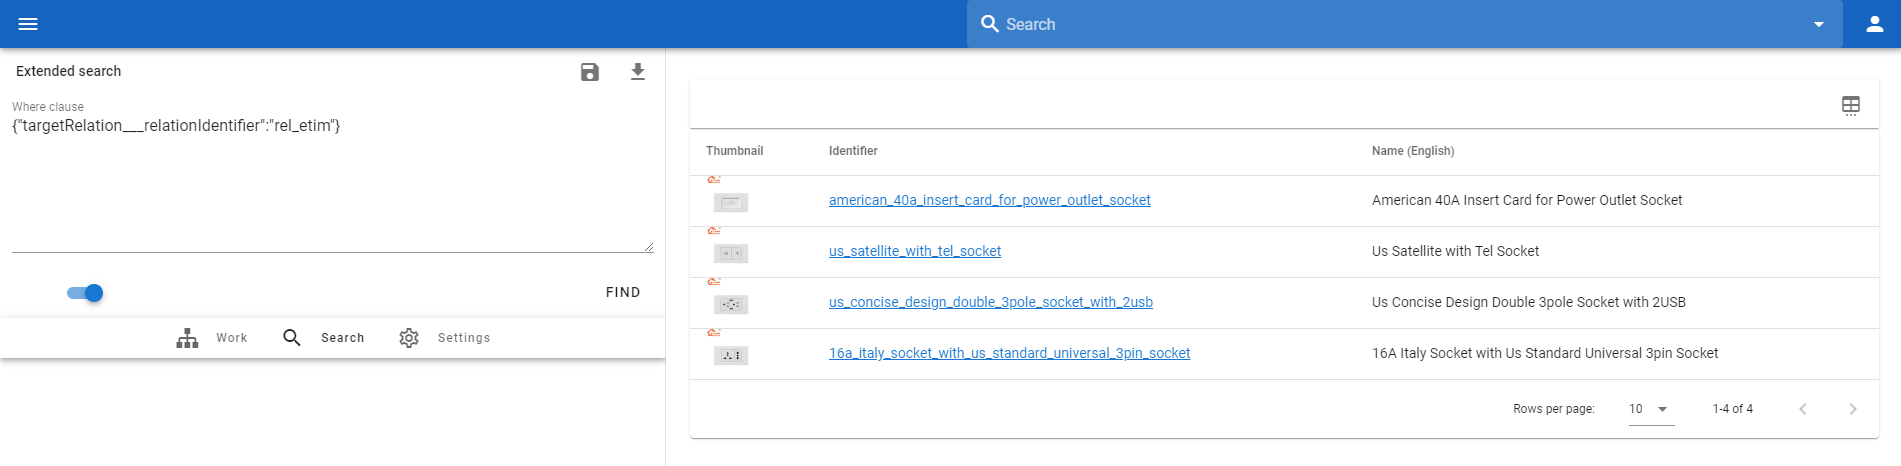 Search
Extended search
Where clause
{"targetRelation___relationIdentifier":"rel_etim"}
FIND
Work Search Settings
Thumbnail Identifier Name (English)
american_40a_insert_card_for_power_outlet_socket American 40A Insert Card for Power Outlet Socket
us_satellite_with_tel_socket Us Satellite with Tel Socket
us_concise_design_double_3pole_socket_with_2usb Us Concise Design Double 3pole Socket with 2USB
16a_italy_socket_with_us_standard_universal_3pin_socket 16A Italy Socket with Us Standard Universal 3pin Socket
Rows per page: 10 1-4 of 4